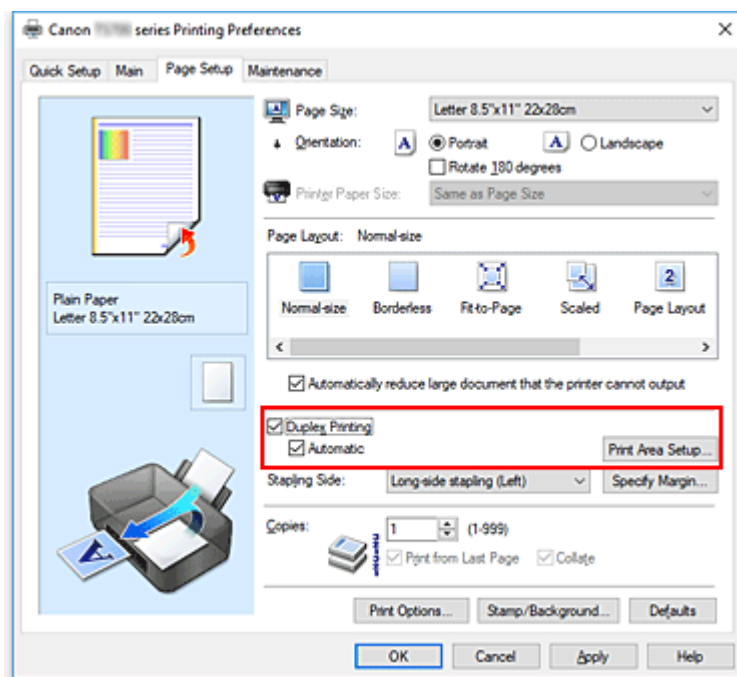 Canon series Printing Preferences
Quick Setup Main Page Setup Maintenance
Page Size: Letter 8.5"x11" 22x28cm
Orientation: A Portrait A Landscape
Rotate 180 degrees
Printer Paper Size: Same as Page Size
Page Layout: Normal-size
2
Normal-size Borderless Fit-to-Page Scaled Page Layout
Plain Paper
Letter 8.5"x11" 22x28cm
Automatically reduce large document that the printer cannot output
Duplex Printing
Automatic Print Area Setup...
Stapling Side: Long-side stapling (Left) Specify Margin...
Copies: 1 (1-999)
Print from Last Page Collate
A
Print Options... Stamp/Background... Defaults
OK Cancel Apply Help